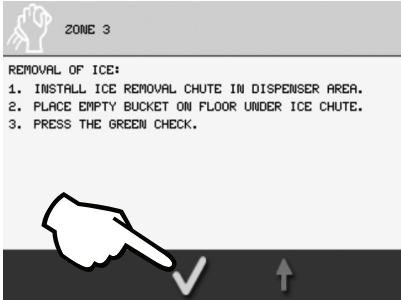 ZONE 3
REMOVAL OF ICE:
1. INSTALL ICE REMOVAL CHUTE IN DISPENSER AREA.
2. PLACE EMPTY BUCKET ON FLOOR UNDER ICE CHUTE.
3. PRESS THE GREEN CHECK.